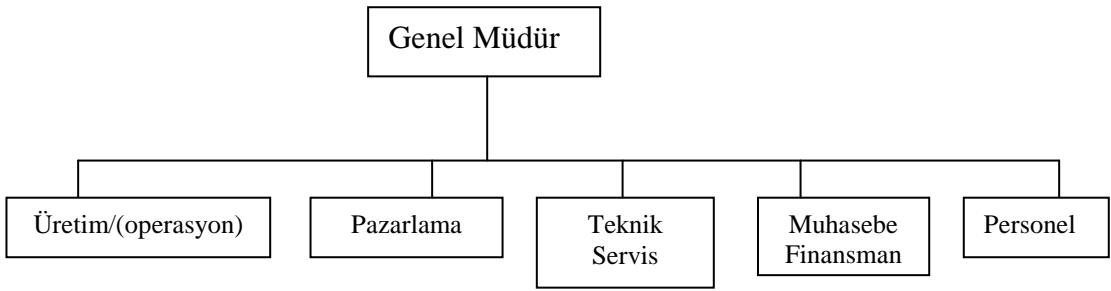 Genel Müdür
Üretim/(operasyon)
Pazarlama
Teknik
Servis
Muhasebe
Finansman
Personel